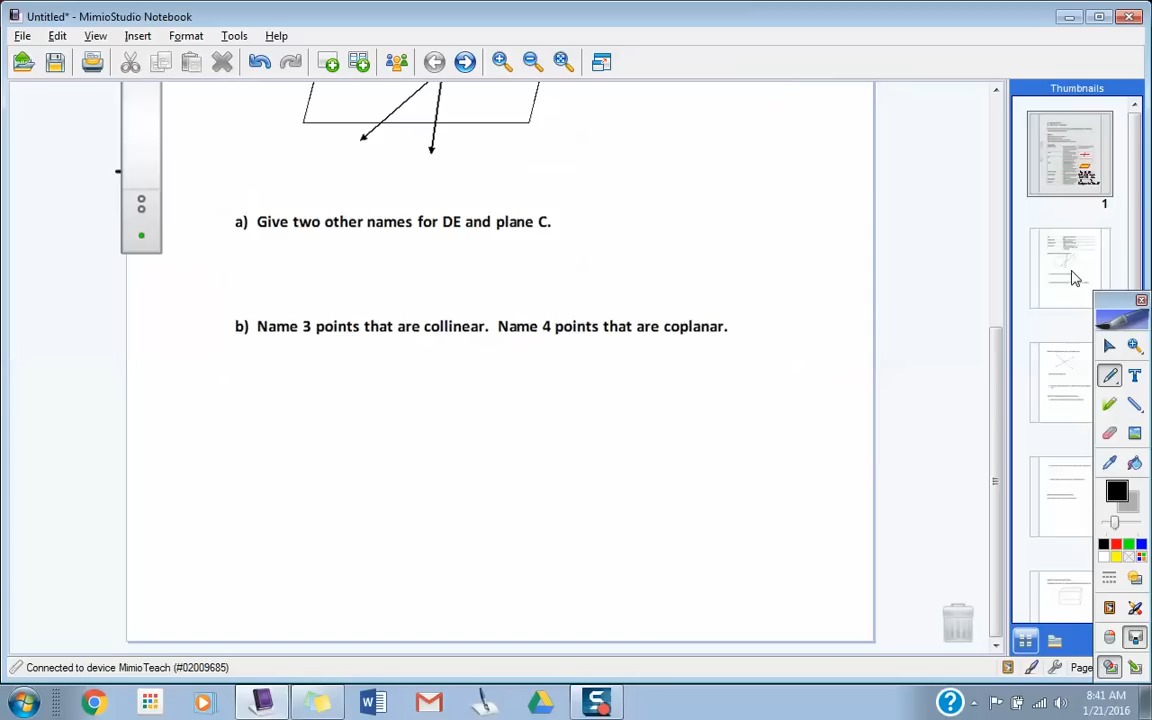 Untitled* - MimioStudio Notebook
File Edit View Insert Format Tools Help
Thumbnails
1
a) Give two other names for DE and plane C.
b) Name 3 points that are collinear. Name 4 points that are coplanar.
T
Connected to device MimioTeach (#02009685)
Page
W
S
?
8:41 AM
1/21/2016